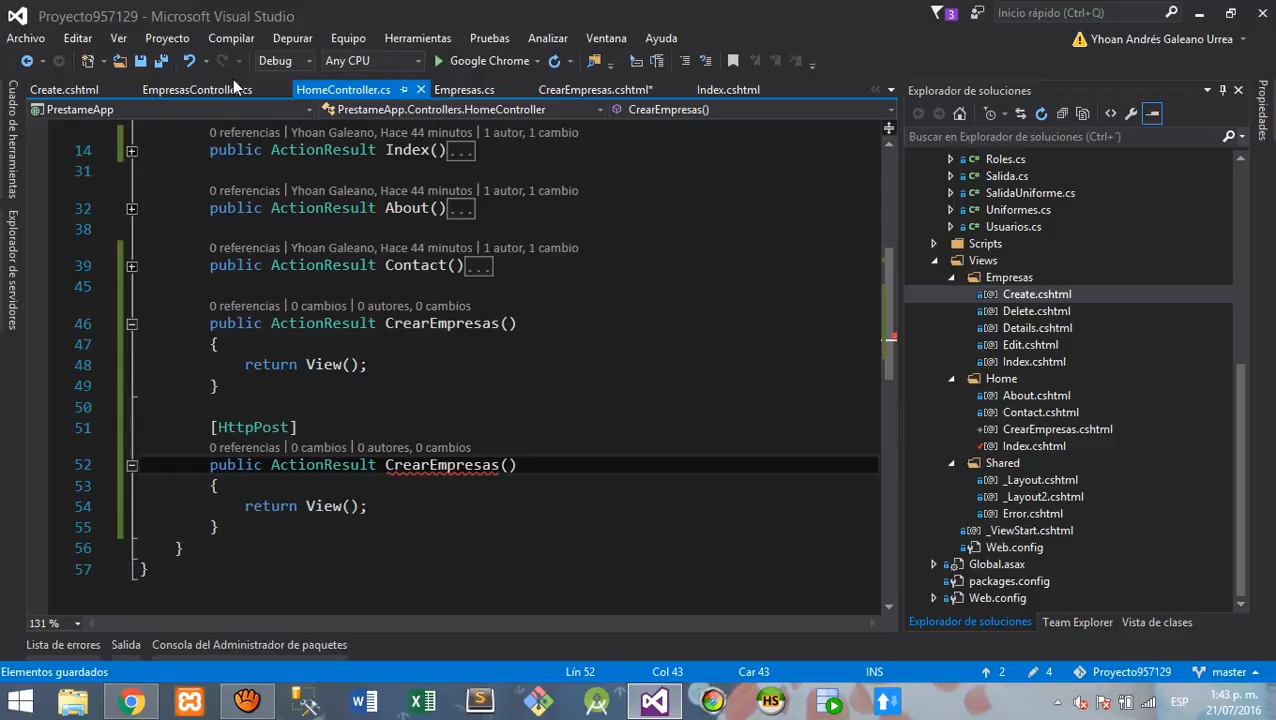 Proyecto957129 - Microsoft Visual Studio
3
Inicio rápido (Ctrl+Q)
Archivo Editar Ver Proyecto Compilar Depurar Equipo Herramientas Pruebas Analizar Ventana Ayuda
Yhoan Andrés Galeano Urrea
Debug Any CPU Google Chrome
Create.cshtml EmpresasController.cs HomeController.cs Empresas.cs CrearEmpresas.cshtml* Index.cshtml
PrestameApp PrestameApp.Controllers.HomeController CrearEmpresas()
Cuadro de herramientas
Explorador de servidores
0 referencias | Yhoan Galeano, Hace 44 minutos | 1 autor, 1 cambio
14 public ActionResult Index()...
31
0 referencias | Yhoan Galeano, Hace 44 minutos | 1 autor, 1 cambio
32 public ActionResult About()...
38
0 referencias | Yhoan Galeano, Hace 44 minutos | 1 autor, 1 cambio
39 public ActionResult Contact()...
45
0 referencias | 0 cambios | 0 autores, 0 cambios
46 public ActionResult CrearEmpresas()
47 {
48 return View();
49 }
50
51 [HttpPost]
0 referencias | 0 cambios | 0 autores, 0 cambios
52 public ActionResult CrearEmpresas()
53 {
54 return View();
55 }
56 }
57 }
131 %
Explorador de soluciones
Buscar en Explorador de soluciones (Ctrl+´)
C# Roles.cs
C# Salida.cs
C# SalidaUniforme.cs
C# Uniformes.cs
C# Usuarios.cs
Scripts
Views
Empresas
Create.cshtml
Delete.cshtml
Details.cshtml
Edit.cshtml
Index.cshtml
Home
About.cshtml
Contact.cshtml
CrearEmpresas.cshtml
Index.cshtml
Shared
_Layout.cshtml
_Layout2.cshtml
Error.cshtml
_ViewStart.cshtml
Web.config
Global.asax
packages.config
Web.config
Explorador de soluciones Team Explorer Vista de clases
Propiedades
Lista de errores Salida Consola del Administrador de paquetes
Elementos guardados Lín 52 Col 43 Car 43 INS 2 4 Proyecto957129 master
ESP
1:43 p. m.
21/07/2016